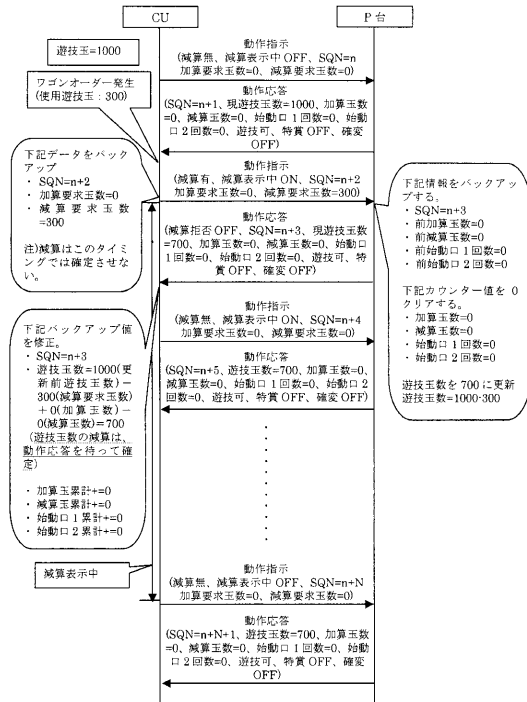 CU
P台
遊技玉=1000
動作指示
(減算無、減算表示中 OFF、SQN=n
加算要求玉数=0、減算要求玉数=0)
ワゴンオーダー発生
(使用遊技玉：300)
動作応答
(SQN=n+1、現遊技玉数=1000、加算玉数
=0、減算玉数=0、始動口1回数=0、始動
口2回数=0、遊技可、特賞OFF、確変
OFF)
下記データをバック
アップ
・ SQN=n+2
・ 加算要求玉数=0
・ 減算要求玉数
=300
注)減算はこのタイミ
ングでは確定させな
い。
動作指示
(減算有、減算表示中 ON、SQN=n+2
加算要求玉数=0、減算要求玉数=300)
動作応答
(減算拒否 OFF、SQN=n+3、現遊技玉数
=700、加算玉数=0、減算玉数=0、始動口
1回数=0、始動口2回数=0、遊技可、特
賞 OFF、確変 OFF)
下記情報をバックアッ
プする。
・ SQN=n+3
・ 前加算玉数=0
・ 前減算玉数=0
・ 前始動口1回数=0
・ 前始動口2回数=0
下記カウンター値を 0
クリアする。
・ 加算玉数=0
・ 減算玉数=0
・ 始動口1回数=0
・ 始動口2回数=0
遊技玉数を700に更新
遊技玉数=1000-300
動作指示
(減算無、減算表示中 ON、SQN=n+4
加算要求玉数=0、減算要求玉数=0)
下記バックアップ値
を修正。
・ SQN=n+3
・ 遊技玉数=1000(更
新前遊技玉数)－
300(減算要求玉数)
＋0(加算玉数)－
0(減算玉数)=700
(遊技玉数の減算は、
動作応答を待って確
定)
・ 加算玉累計+=0
・ 減算玉累計+=0
・ 始動口1累計+=0
・ 始動口2累計+=0
動作応答
(SQN=n+5、遊技玉数=700、加算玉数=0、
減算玉数=0、始動口1回数=0、始動口2
回数=0、遊技可、特賞 OFF、確変 OFF)
減算表示中
動作指示
(減算無、減算表示中 OFF、SQN=n+N
加算要求玉数=0、減算要求玉数=0)
動作応答
(SQN=n+N+1、遊技玉数=700、加算玉数
=0、減算玉数=0、始動口1回数=0、始動
口2回数=0、遊技可、特賞 OFF、確変
OFF)